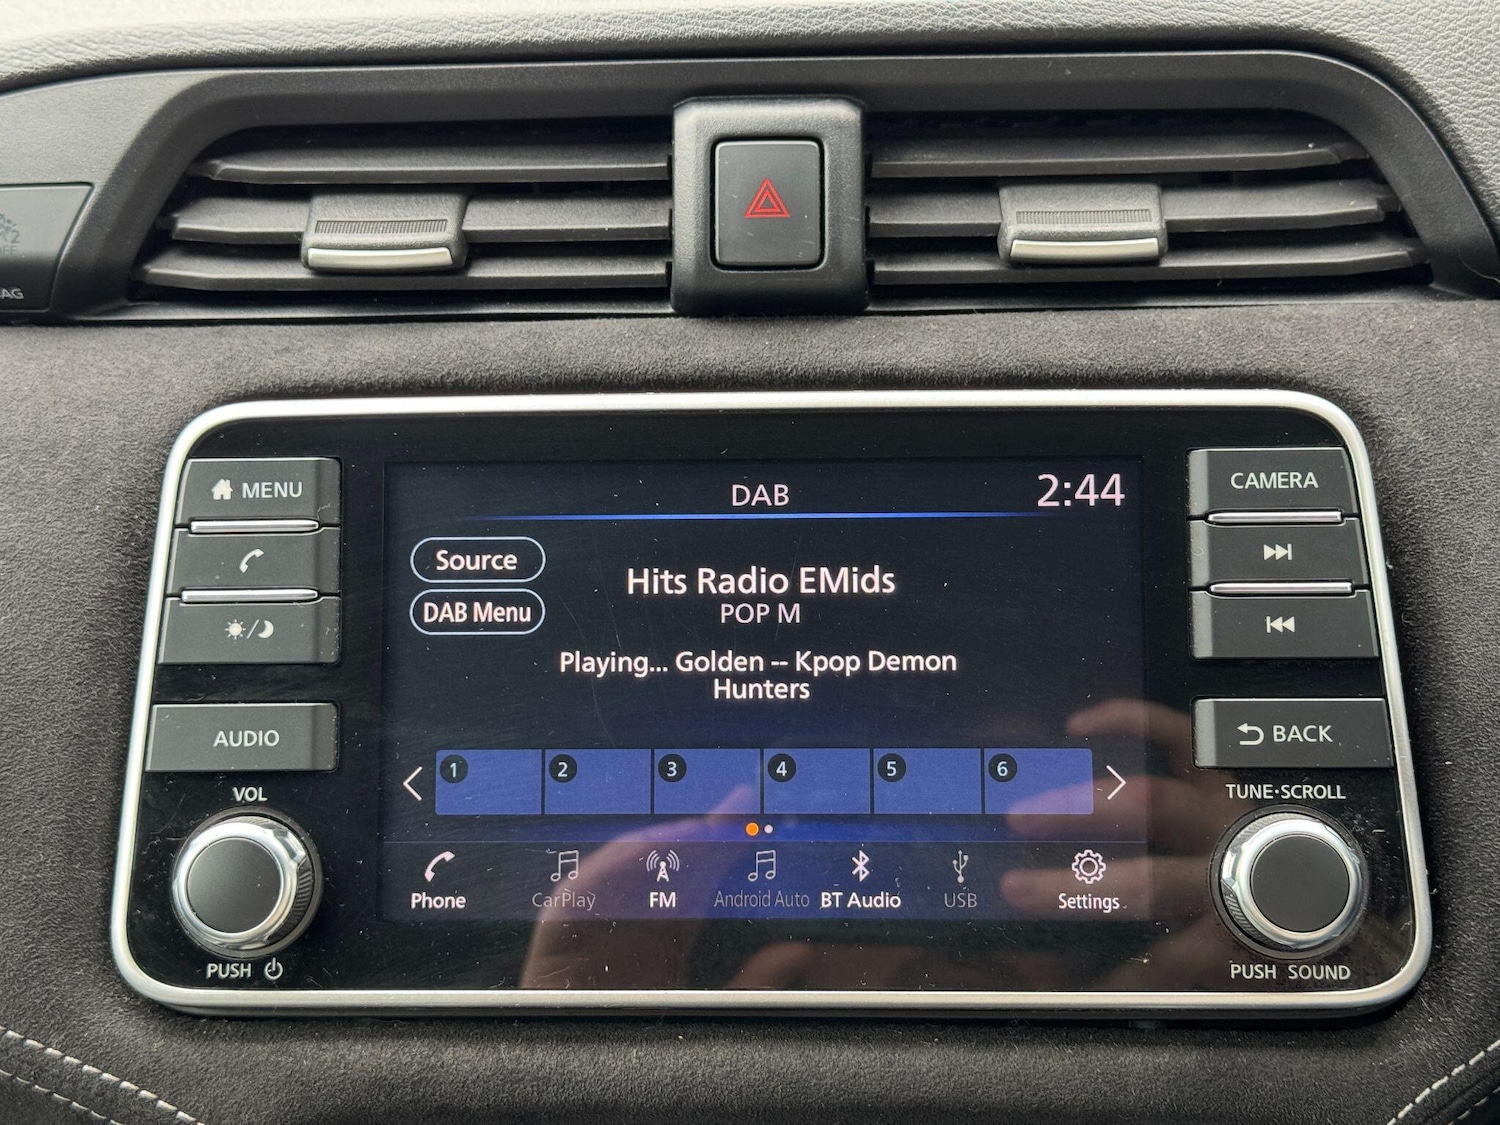 AG
MENU
AUDIO
VOL
PUSH
DAB
2:44
Source
DAB Menu
Hits Radio EMids
POP M
Playing... Golden -- Kpop Demon
Hunters
1 2 3 4 5 6
Phone CarPlay FM Android Auto BT Audio USB Settings
CAMERA
BACK
TUNE·SCROLL
PUSH SOUND